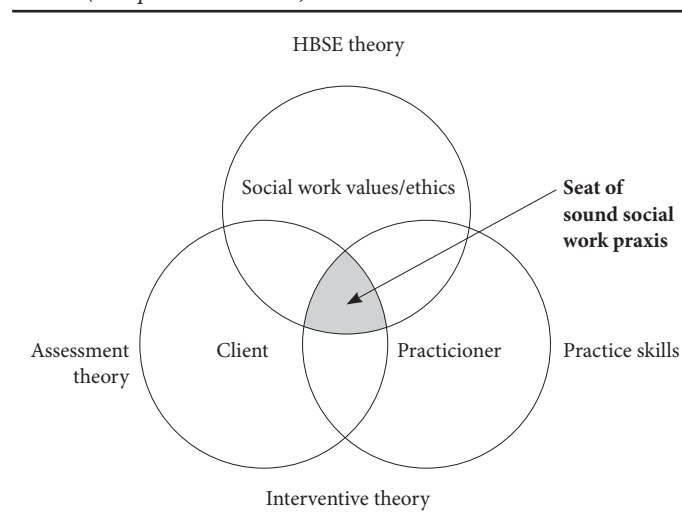 HBSE theory
Social work values/ethics
Seat of
sound social
work praxis
Assessment
theory
Client
Practicioner
Practice skills
Interventive theory